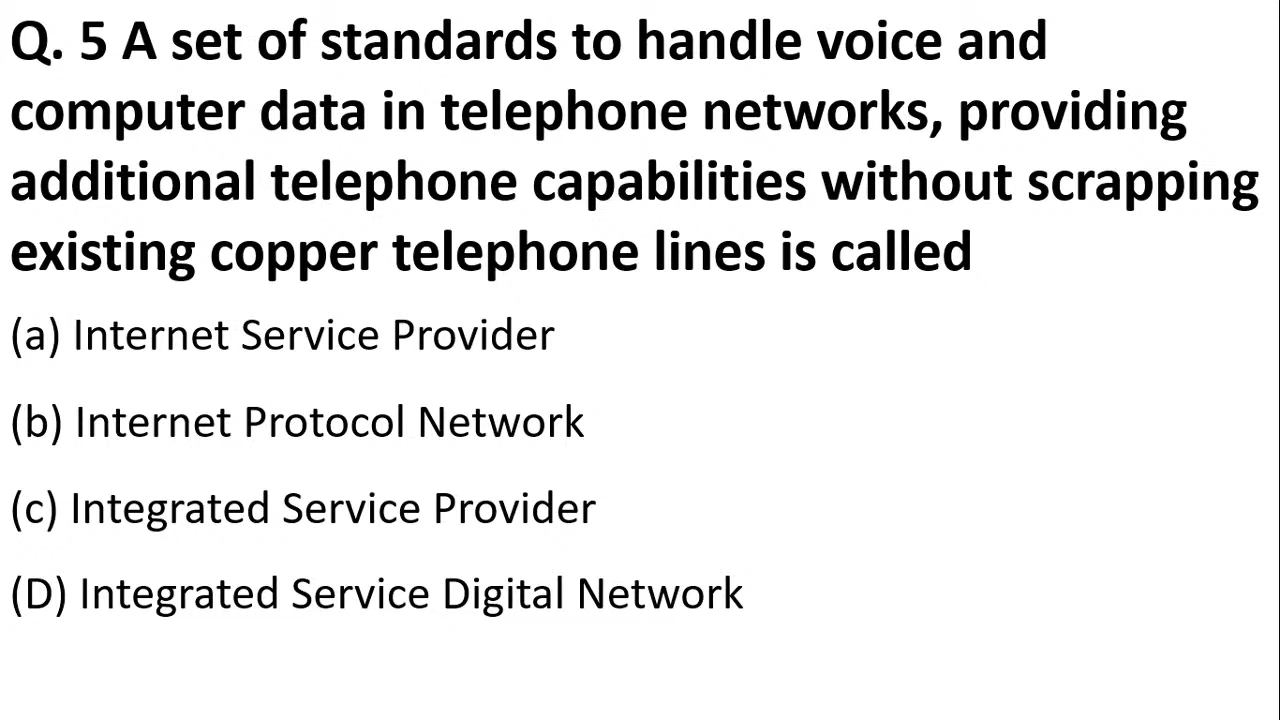 Q. 5 A set of standards to handle voice and
computer data in telephone networks, providing
additional telephone capabilities without scrapping
existing copper telephone lines is called
(a) Internet Service Provider
(b) Internet Protocol Network
(c) Integrated Service Provider
(D) Integrated Service Digital Network